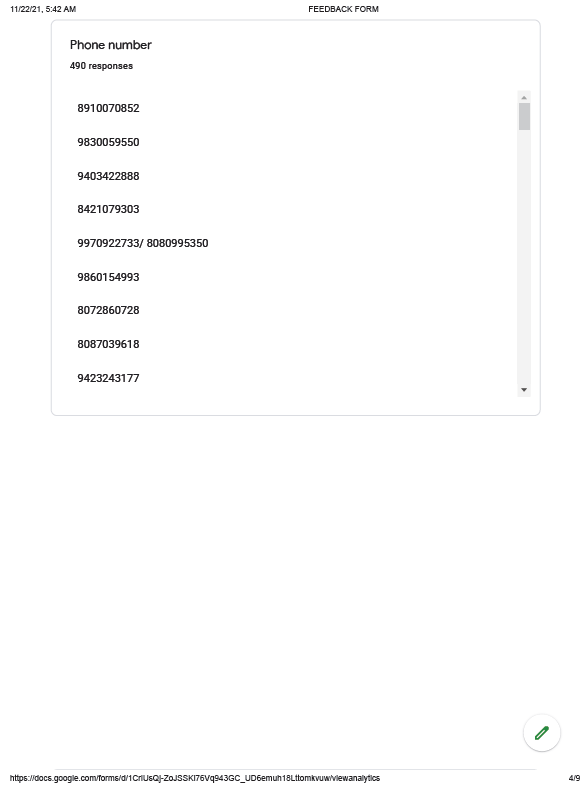 11/22/21, 5:42 AM
FEEDBACK FORM
Phone number
490 responses
8910070852
9830059550
9403422888
8421079303
9970922733/ 8080995350
9860154993
8072860728
8087039618
9423243177
https://docs.google.com/forms/d/1CrlUsQj-ZoJSSKI76Vq943GC_UD6emuh18Lttomkvuw/viewanalytics
4/9